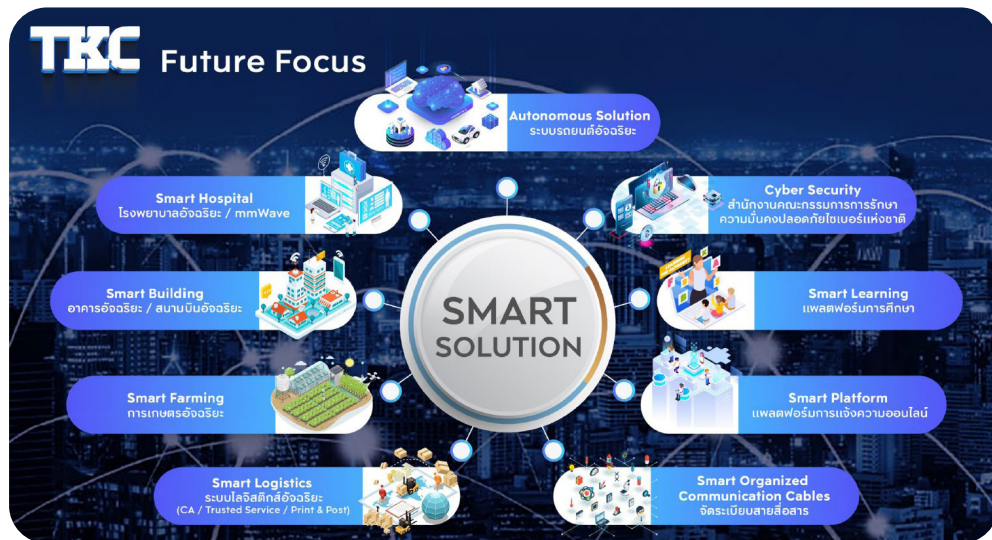 TKC Future Focus
Autonomous Solution
ระบบรถยนต์อัจฉริยะ
Smart Hospital
โรงพยาบาลอัจฉริยะ / mmWave
Cyber Security
สำนักงานคณะกรรมการการรักษา
ความมั่นคงปลอดภัยไซเบอร์แห่งชาติ
Smart Building
อาคารอัจฉริยะ / สนามบินอัจฉริยะ
Smart Learning
แพลตฟอร์มการศึกษา
SMART
SOLUTION
Smart Farming
การเกษตรอัจฉริยะ
Smart Platform
แพลตฟอร์มการแจ้งความออนไลน์
Smart Logistics
ระบบโลจิสติกส์อัจฉริยะ
(CA / Trusted Service / Print & Post)
Smart Organized
Communication Cables
จัดระเบียบสายสื่อสาร